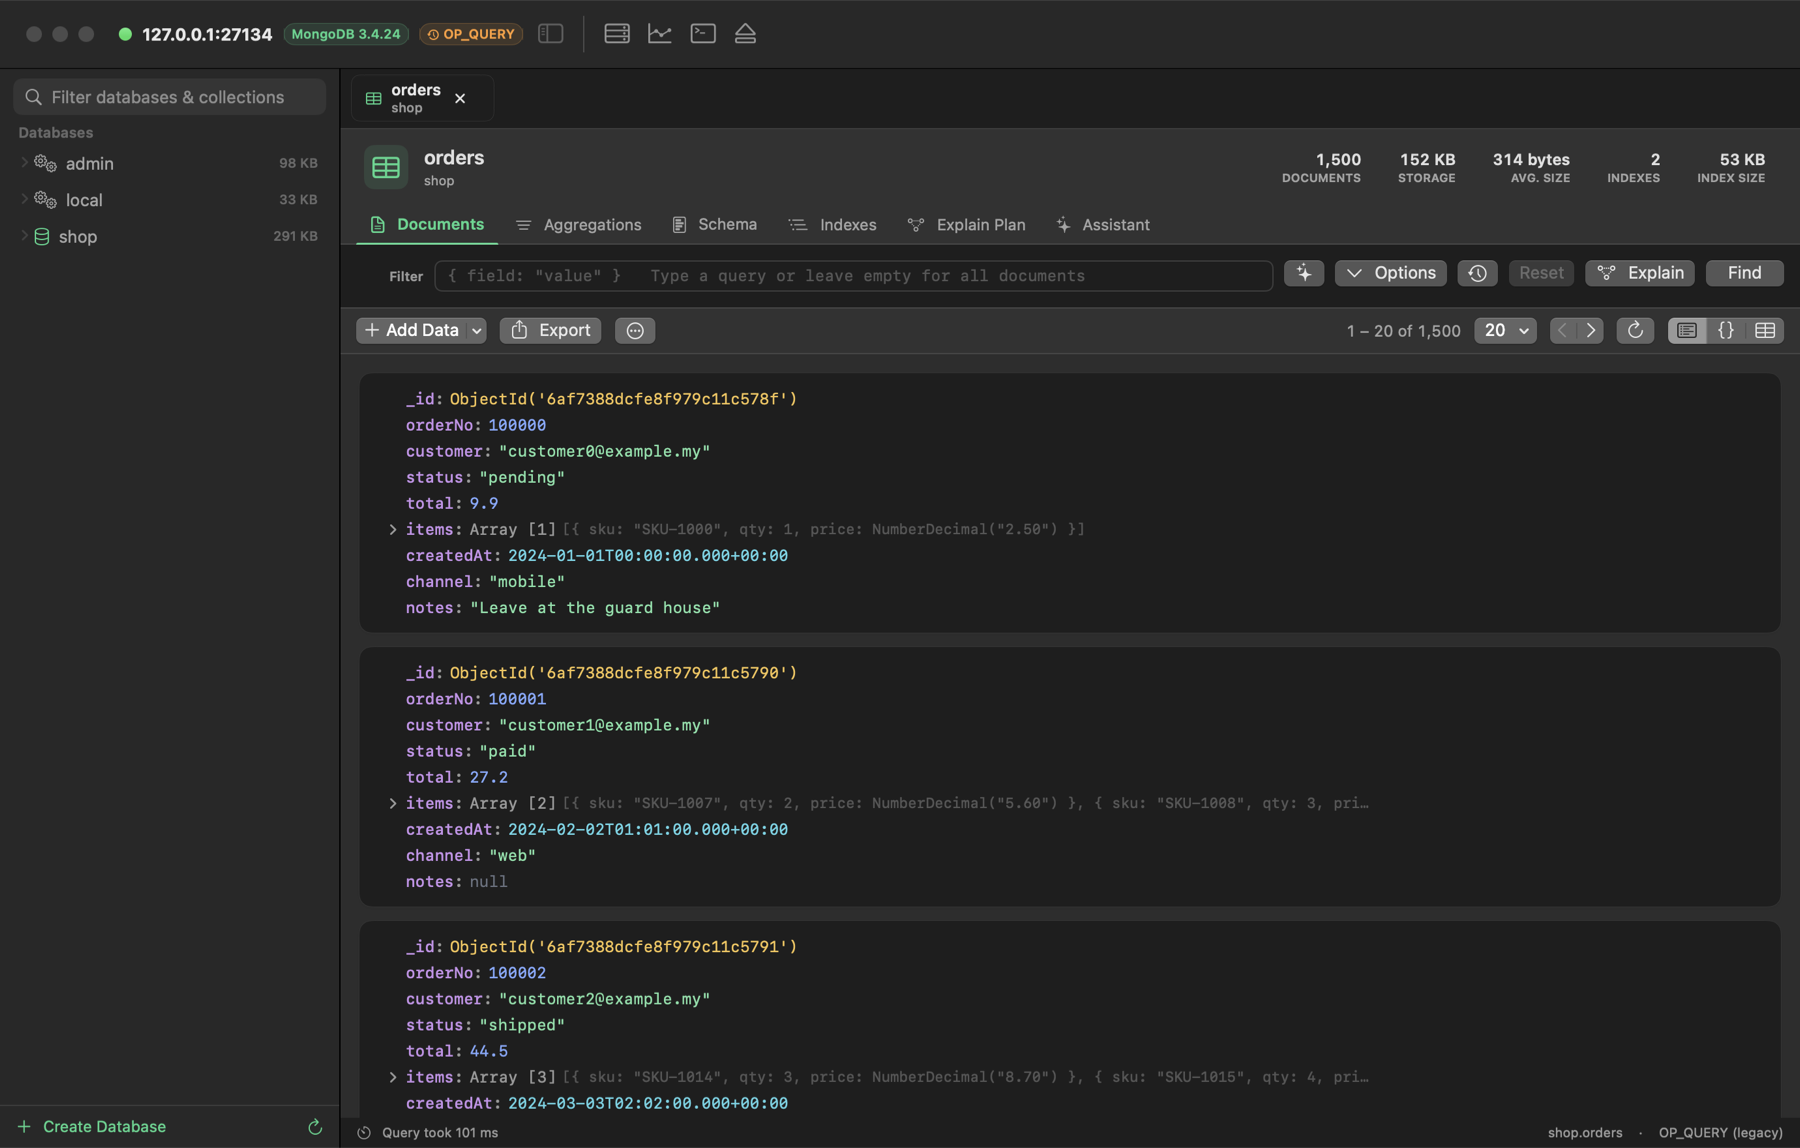 127.0.0.1:27134 MongoDB 3.4.24 OP_QUERY
Filter databases & collections
Databases
admin 98 KB
local 33 KB
shop 291 KB
Create Database
orders
shop
orders
shop
1,500 DOCUMENTS
152 KB STORAGE
314 bytes AVG. SIZE
2 INDEXES
53 KB INDEX SIZE
Documents Aggregations Schema Indexes Explain Plan Assistant
Filter { field: "value" } Type a query or leave empty for all documents Options Reset Explain Find
Add Data Export 1 – 20 of 1,500 20 {}
_id: ObjectId('6af7388dcfe8f979c11c578f')
orderNo: 100000
customer: "customer0@example.my"
status: "pending"
total: 9.9
items: Array [1] [{ sku: "SKU-1000", qty: 1, price: NumberDecimal("2.50") }]
createdAt: 2024-01-01T00:00:00.000+00:00
channel: "mobile"
notes: "Leave at the guard house"
_id: ObjectId('6af7388dcfe8f979c11c5790')
orderNo: 100001
customer: "customer1@example.my"
status: "paid"
total: 27.2
items: Array [2] [{ sku: "SKU-1007", qty: 2, price: NumberDecimal("5.60") }, { sku: "SKU-1008", qty: 3, pri…
createdAt: 2024-02-02T01:01:00.000+00:00
channel: "web"
notes: null
_id: ObjectId('6af7388dcfe8f979c11c5791')
orderNo: 100002
customer: "customer2@example.my"
status: "shipped"
total: 44.5
items: Array [3] [{ sku: "SKU-1014", qty: 3, price: NumberDecimal("8.70") }, { sku: "SKU-1015", qty: 4, pri…
createdAt: 2024-03-03T02:02:00.000+00:00
Query took 101 ms
shop.orders · OP_QUERY (legacy)